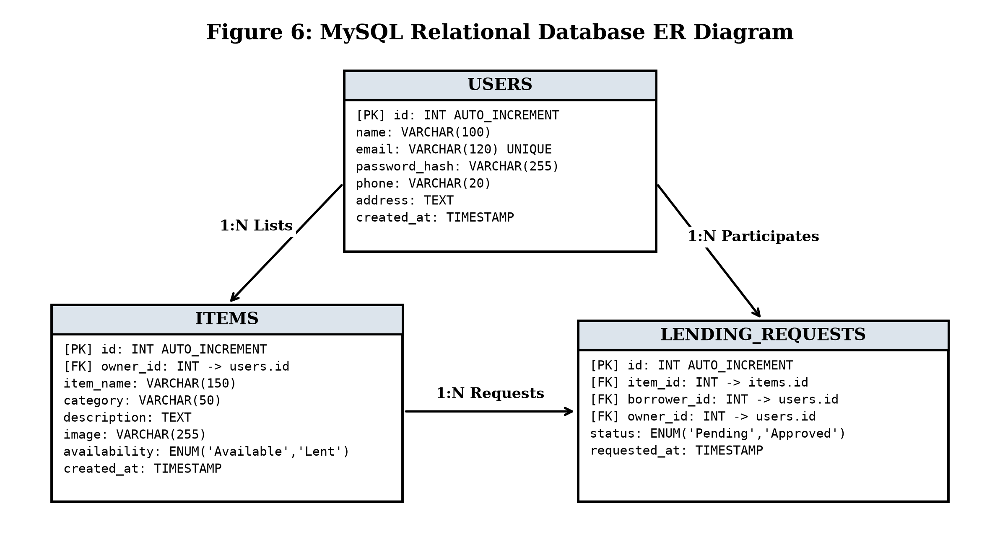 Figure 6: MySQL Relational Database ER Diagram
USERS
[PK] id: INT AUTO_INCREMENT
name: VARCHAR(100)
email: VARCHAR(120) UNIQUE
password_hash: VARCHAR(255)
phone: VARCHAR(20)
address: TEXT
created_at: TIMESTAMP
1:N Lists
1:N Participates
ITEMS
[PK] id: INT AUTO_INCREMENT
[FK] owner_id: INT -> users.id
item_name: VARCHAR(150)
category: VARCHAR(50)
description: TEXT
image: VARCHAR(255)
availability: ENUM('Available','Lent')
created_at: TIMESTAMP
1:N Requests
LENDING_REQUESTS
[PK] id: INT AUTO_INCREMENT
[FK] item_id: INT -> items.id
[FK] borrower_id: INT -> users.id
[FK] owner_id: INT -> users.id
status: ENUM('Pending','Approved')
requested_at: TIMESTAMP